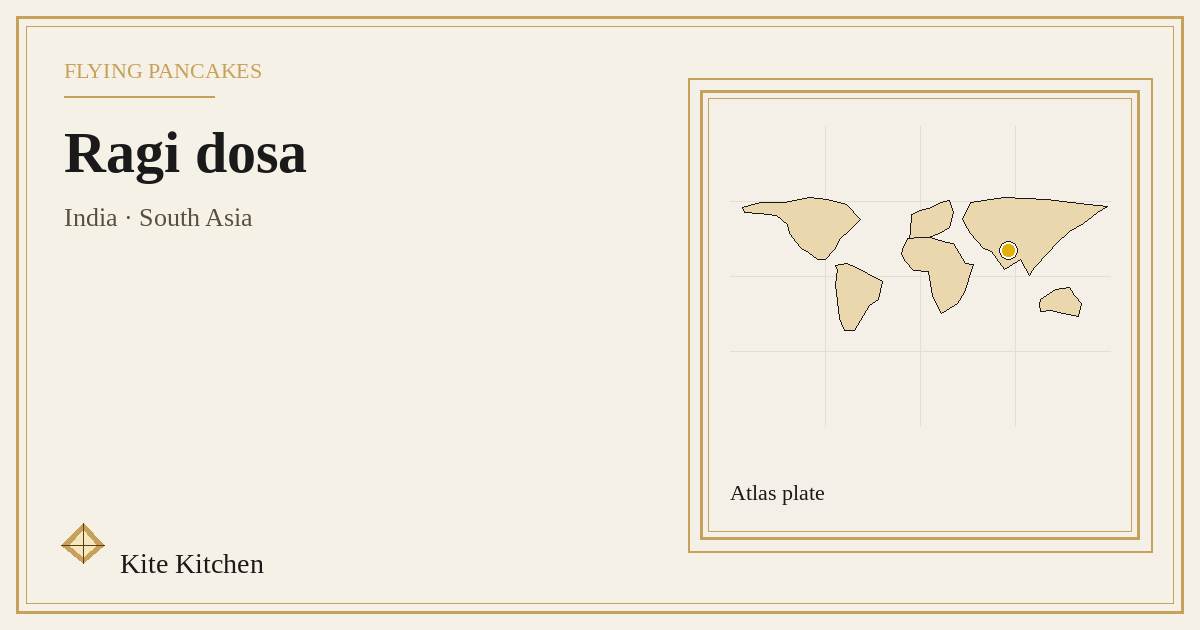 FLYING PANCAKES
Ragi dosa
India · South Asia
Atlas plate
Kite Kitchen